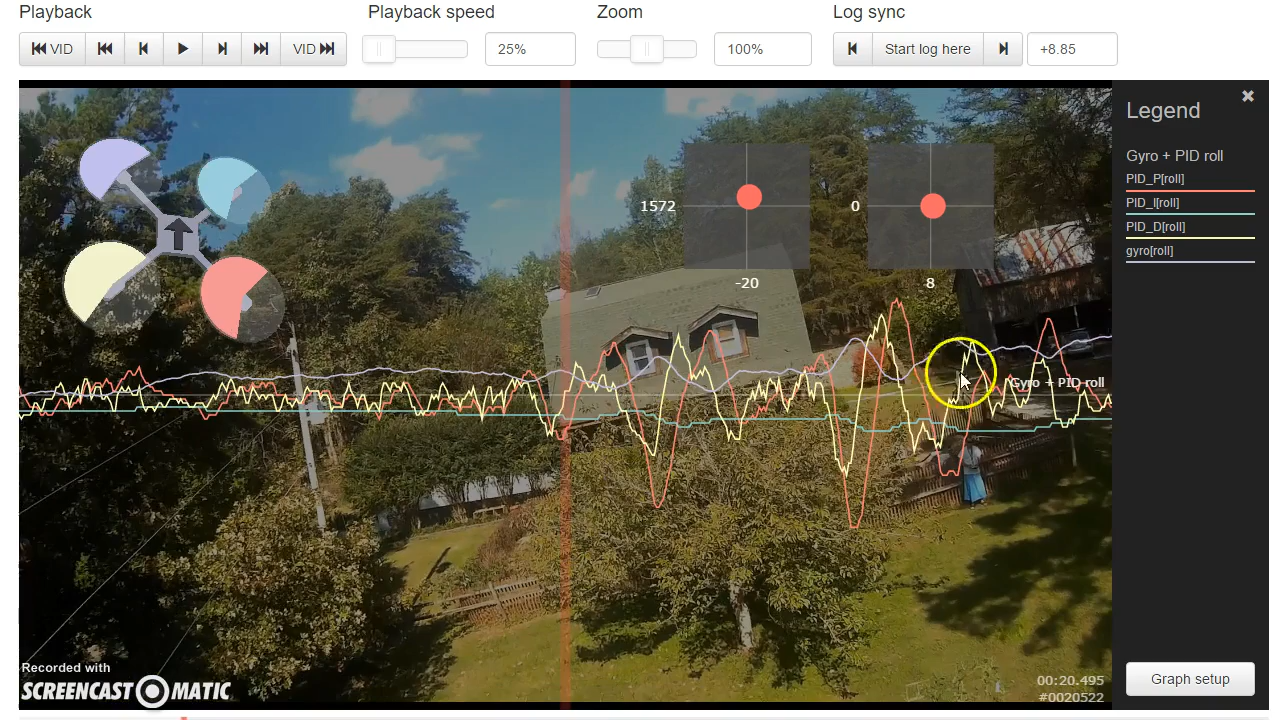 Playback
Playback speed
Zoom
Log sync
VID
VID
25%
100%
Start log here
+8.85
Legend
Gyro + PID roll
PID_P[roll]
PID_I[roll]
PID_D[roll]
gyro[roll]
1572
0
-20
8
Gyro + PID roll
Recorded with
SCREENCAST MATIC
00:20.495
#0020522
Graph setup